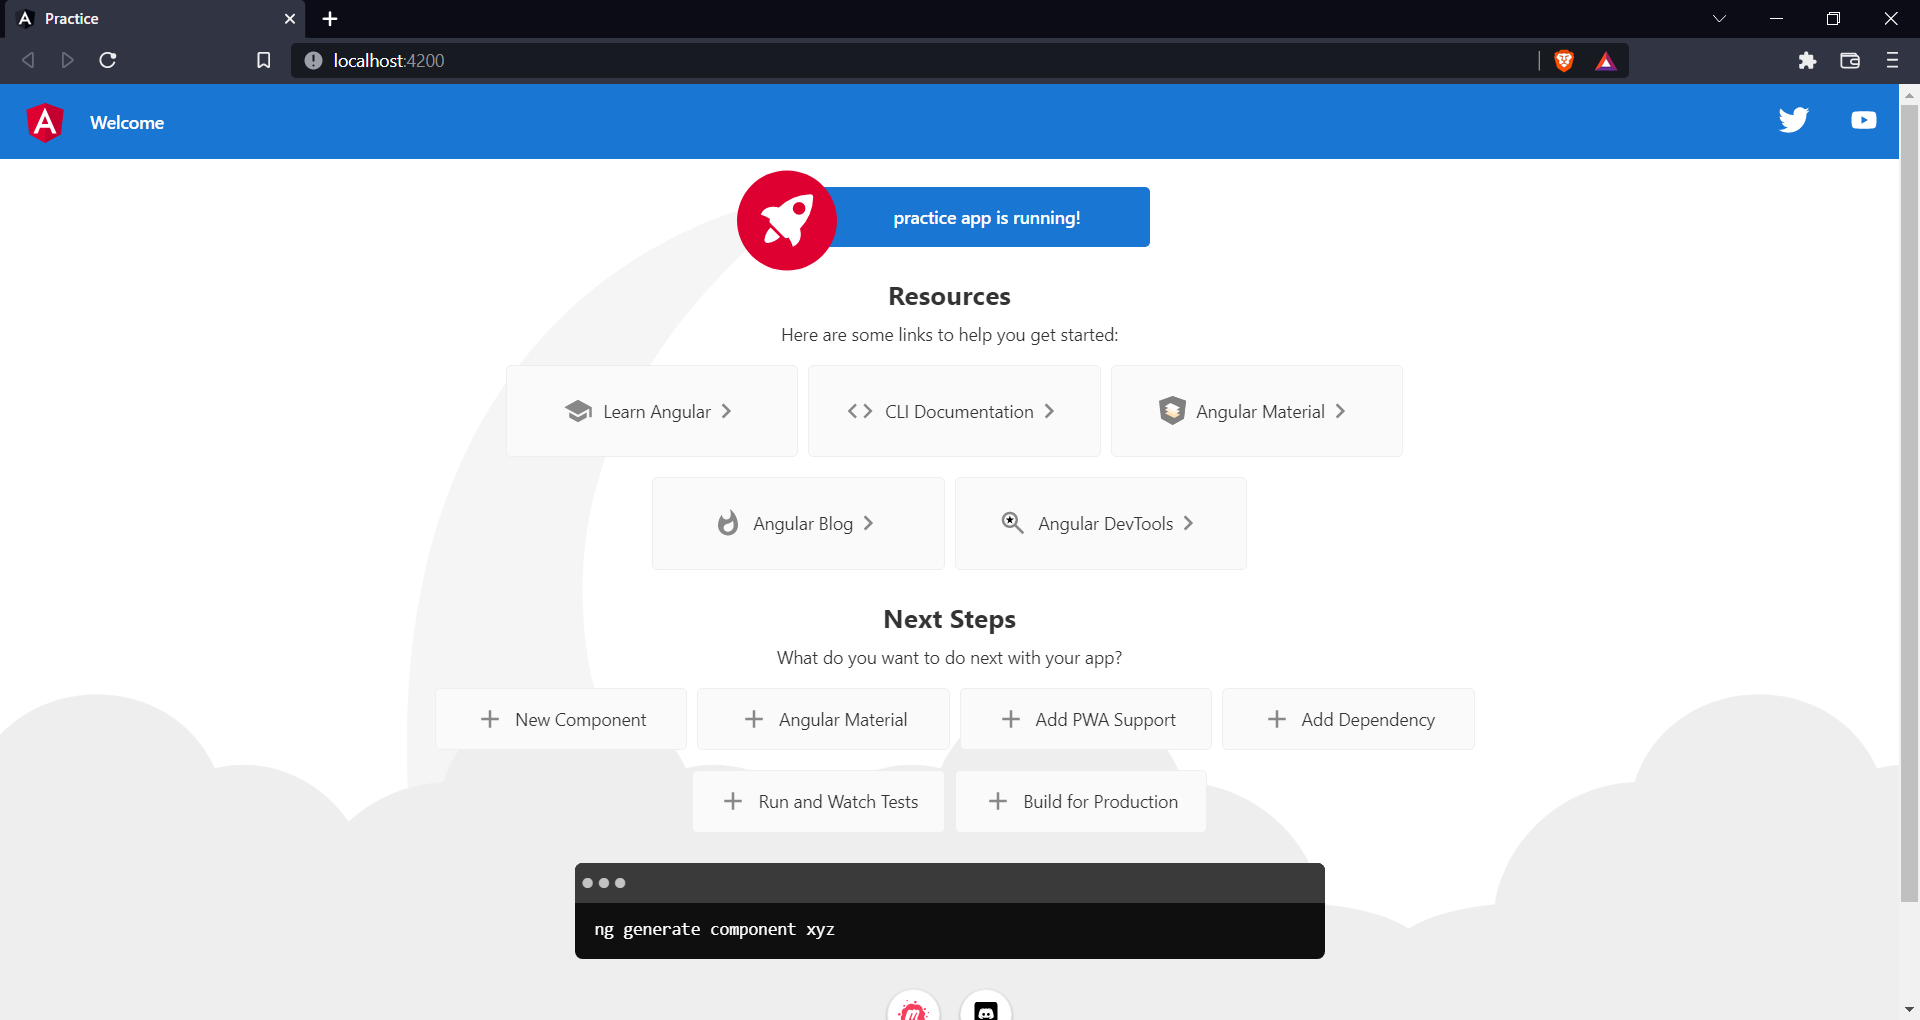 Practice
localhost:4200
Welcome
practice app is running!
Resources
Here are some links to help you get started:
Learn Angular
CLI Documentation
Angular Material
Angular Blog
Angular DevTools
Next Steps
What do you want to do next with your app?
New Component
Angular Material
Add PWA Support
Add Dependency
Run and Watch Tests
Build for Production
ng generate component xyz